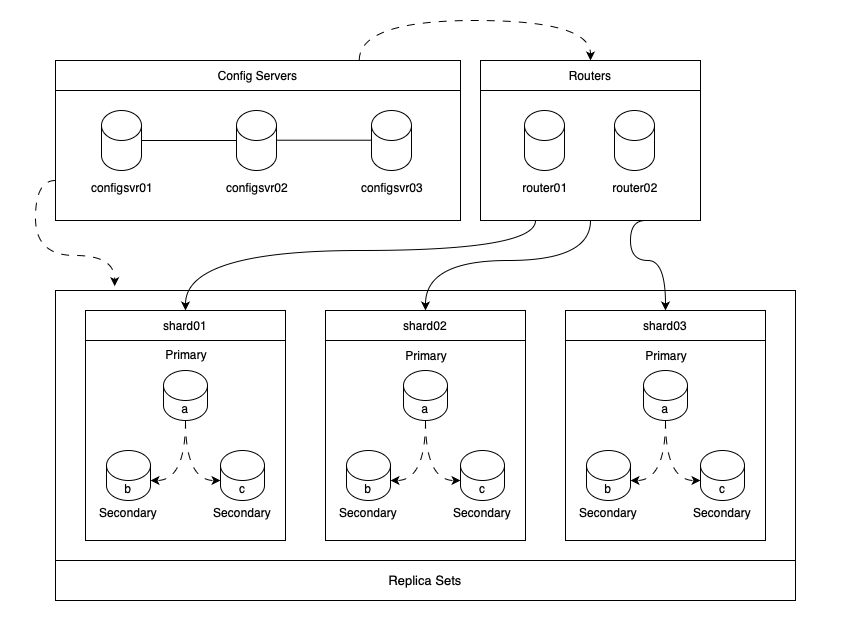 Config Servers
Routers
configsvr01
configsvr02
configsvr03
router01
router02
shard01
shard02
shard03
Primary
Primary
Primary
a
a
a
b
c
b
c
b
c
Secondary
Secondary
Secondary
Secondary
Secondary
Secondary
Replica Sets